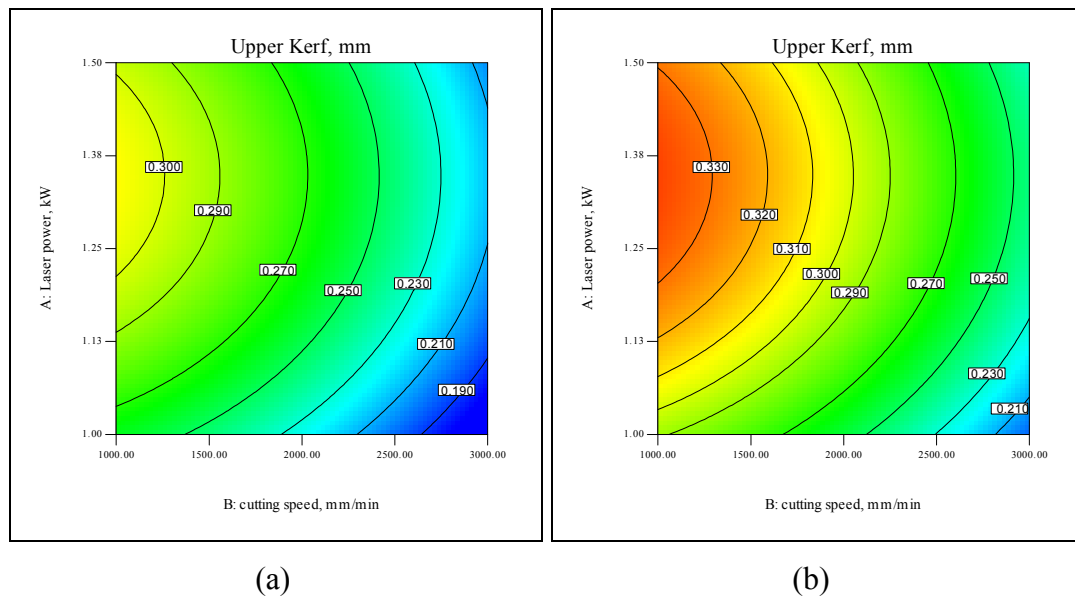 Upper Kerf, mm
1.50
1.38
1.25
1.13
1.00
A: Laser power, kW
0.300
0.290
0.270
0.250
0.230
0.210
0.190
1000.00 1500.00 2000.00 2500.00 3000.00
B: cutting speed, mm/min
(a)
Upper Kerf, mm
1.50
1.38
1.25
1.13
1.00
A: Laser power, kW
0.330
0.320
0.310
0.300
0.290
0.270
0.250
0.230
0.210
1000.00 1500.00 2000.00 2500.00 3000.00
B: cutting speed, mm/min
(b)